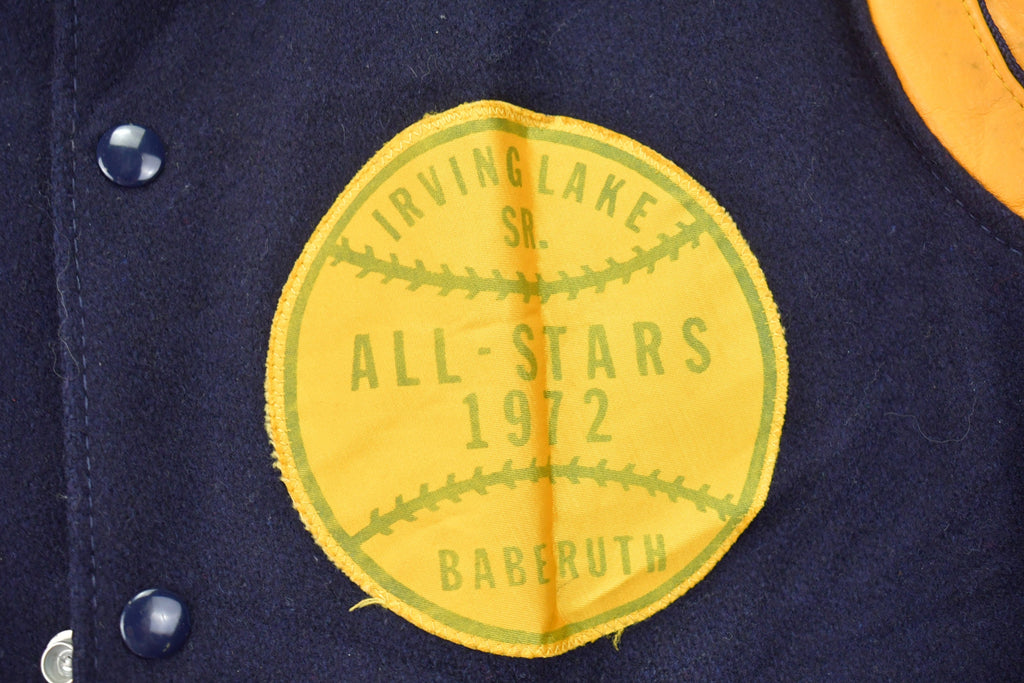 IRVING LAKE
SR.
ALL-STARS
1972
BABERUTH